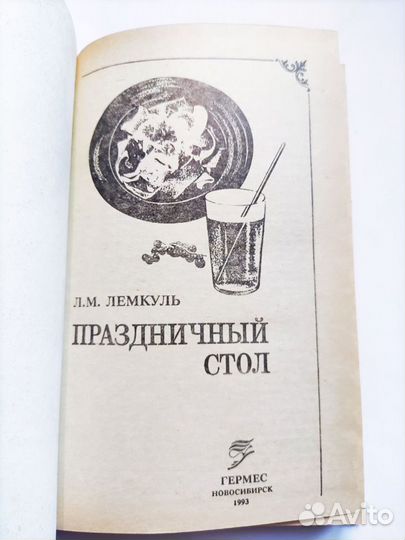 Л.М. ЛЕМКУЛЬ
ПРАЗДНИЧНЫЙ
СТОЛ
ГЕРМЕС
НОВОСИБИРСК
1993
Avito